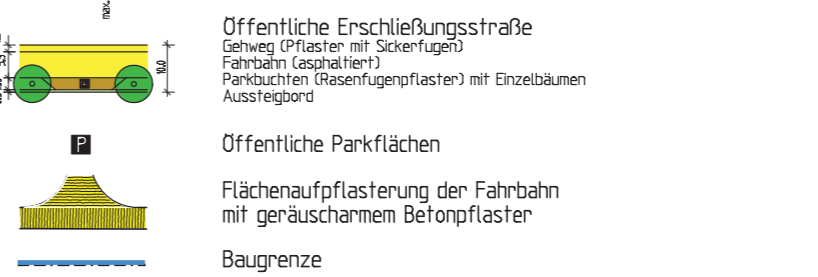 max.
Öffentliche Erschließungsstraße
Gehweg (Pflaster mit Sickerfugen)
Fahrbahn (asphaltiert)
Parkbuchten (Rasenfugenpflaster) mit Einzelbäumen
Aussteigbord
10.0
P
Öffentliche Parkflächen
Flächenaufpflasterung der Fahrbahn
mit geräuscharmem Betonpflaster
Baugrenze